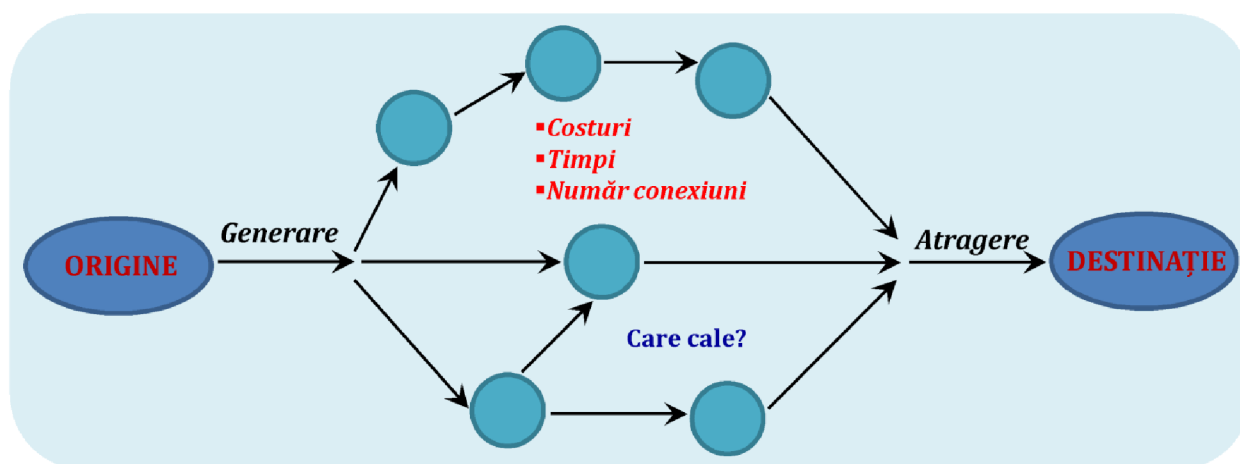 ▪Costuri
▪Timpi
▪Număr conexiuni
Generare
Atragere
ORIGINE
DESTINAȚIE
Care cale?